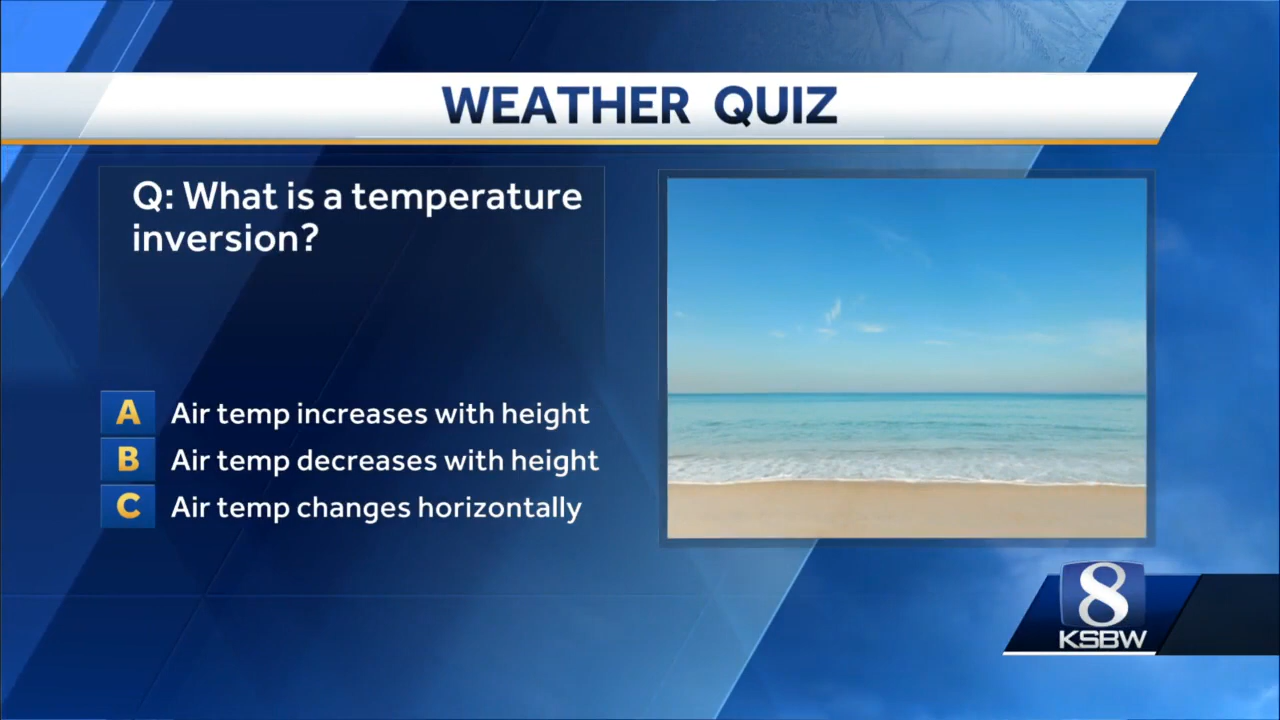 WEATHER QUIZ
Q: What is a temperature
inversion?
A Air temp increases with height
B Air temp decreases with height
C Air temp changes horizontally
8
KSBW